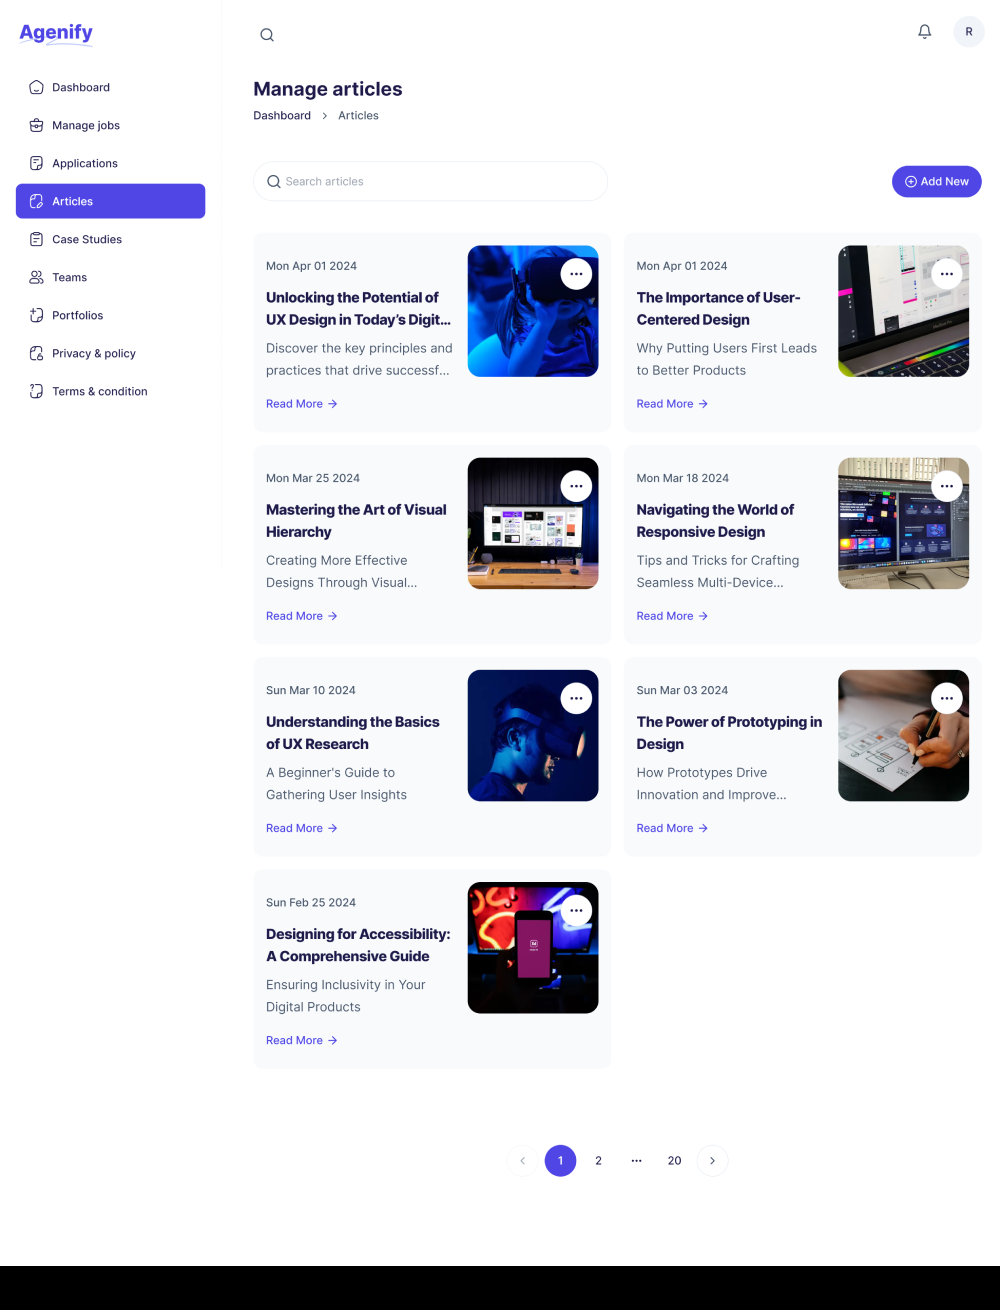 Agenify
R
Dashboard
Manage jobs
Applications
Articles
Case Studies
Teams
Portfolios
Privacy & policy
Terms & condition
Manage articles
Dashboard > Articles
Search articles
Add New
Mon Apr 01 2024
Unlocking the Potential of
UX Design in Today’s Digit...
Discover the key principles and
practices that drive successf...
Read More →
Mon Apr 01 2024
The Importance of User-
Centered Design
Why Putting Users First Leads
to Better Products
Read More →
Mon Mar 25 2024
Mastering the Art of Visual
Hierarchy
Creating More Effective
Designs Through Visual...
Read More →
Mon Mar 18 2024
Navigating the World of
Responsive Design
Tips and Tricks for Crafting
Seamless Multi-Device...
Read More →
Sun Mar 10 2024
Understanding the Basics
of UX Research
A Beginner's Guide to
Gathering User Insights
Read More →
Sun Mar 03 2024
The Power of Prototyping in
Design
How Prototypes Drive
Innovation and Improve...
Read More →
Sun Feb 25 2024
Designing for Accessibility:
A Comprehensive Guide
Ensuring Inclusivity in Your
Digital Products
Read More →
< 1 2 ... 20 >